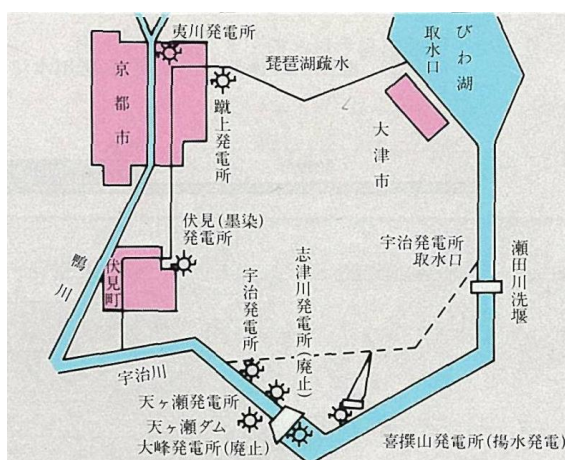 夷川発電所
京都市
琵琶湖疏水
取水口
びわ湖
蹴上発電所
大津市
伏見(墨染)
発電所
鴨川
伏見町
宇治発電所
志津川発電所(廃止)
宇治発電所
取水口
瀬田川洗堰
宇治川
天ヶ瀬発電所
天ヶ瀬ダム
大峰発電所(廃止)
喜撰山発電所(揚水発電)